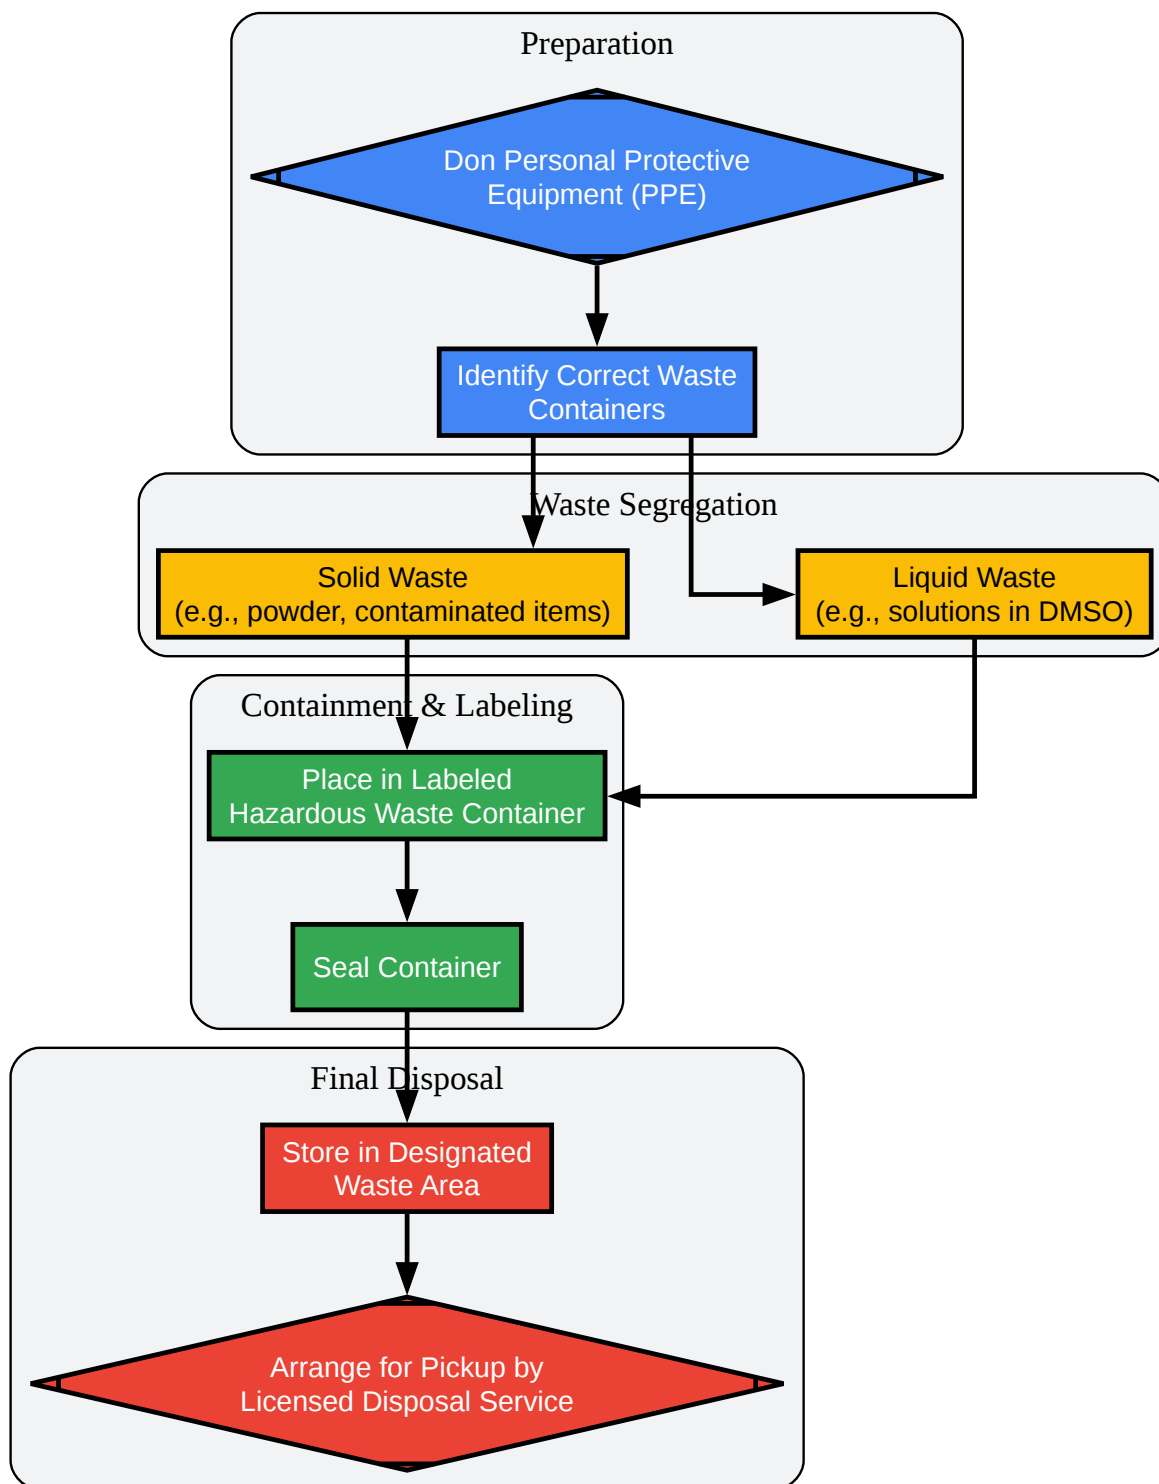 Preparation
Don Personal Protective
Equipment (PPE)
Identify Correct Waste
Containers
Waste Segregation
Solid Waste
(e.g., powder, contaminated items)
Liquid Waste
(e.g., solutions in DMSO)
Containment & Labeling
Place in Labeled
Hazardous Waste Container
Seal Container
Final Disposal
Store in Designated
Waste Area
Arrange for Pickup by
Licensed Disposal Service